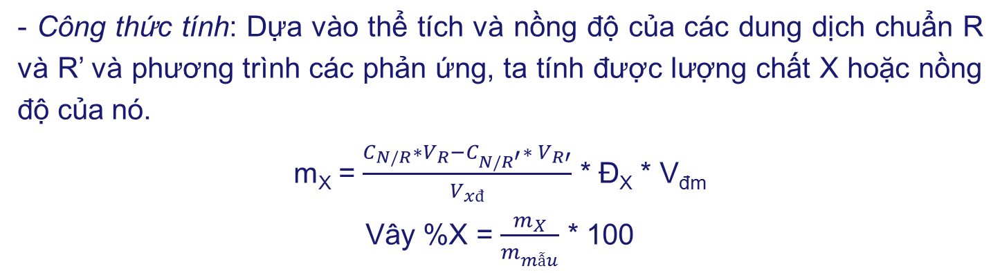 - Công thức tính: Dựa vào thể tích và nồng độ của các dung dịch chuẩn R
và R’ và phương trình các phản ứng, ta tính được lượng chất X hoặc nồng
độ của nó.
m_X = \frac{C_{N/R}*V_R-C_{N/R'}*V_{R'}}{V_{xđ}} * Đ_X * V_{đm}
Vây %X = \frac{m_X}{m_{mẫu}} * 100